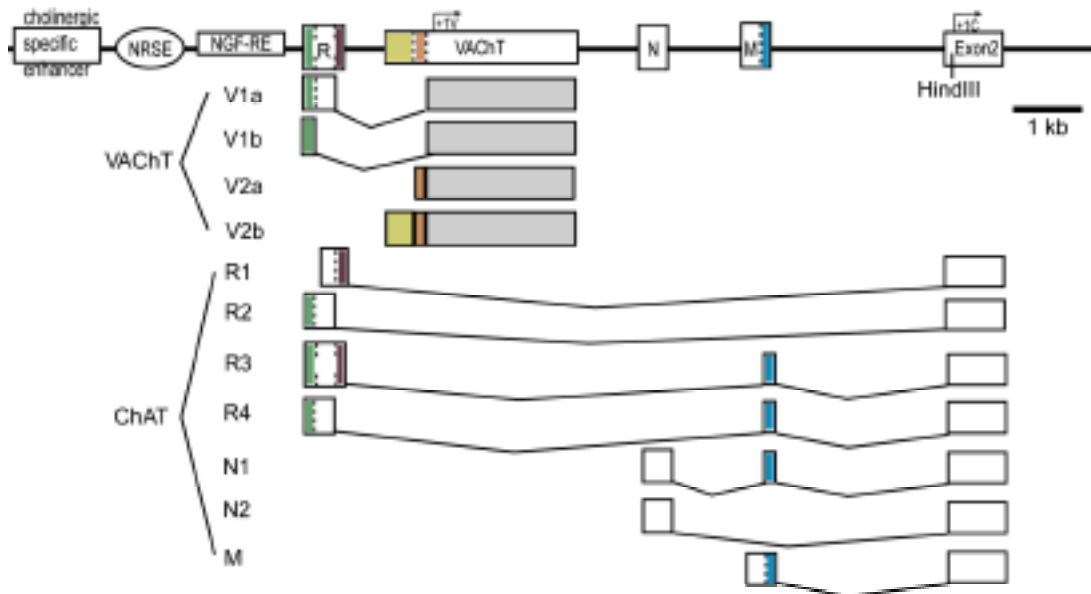 cholinergic
specific
enhancer
NRSE
NGF-RE
R
+1V
VAChT
N
M
+1C
Exon2
HindIII
1 kb
VAChT
V1a
V1b
V2a
V2b
ChAT
R1
R2
R3
R4
N1
N2
M